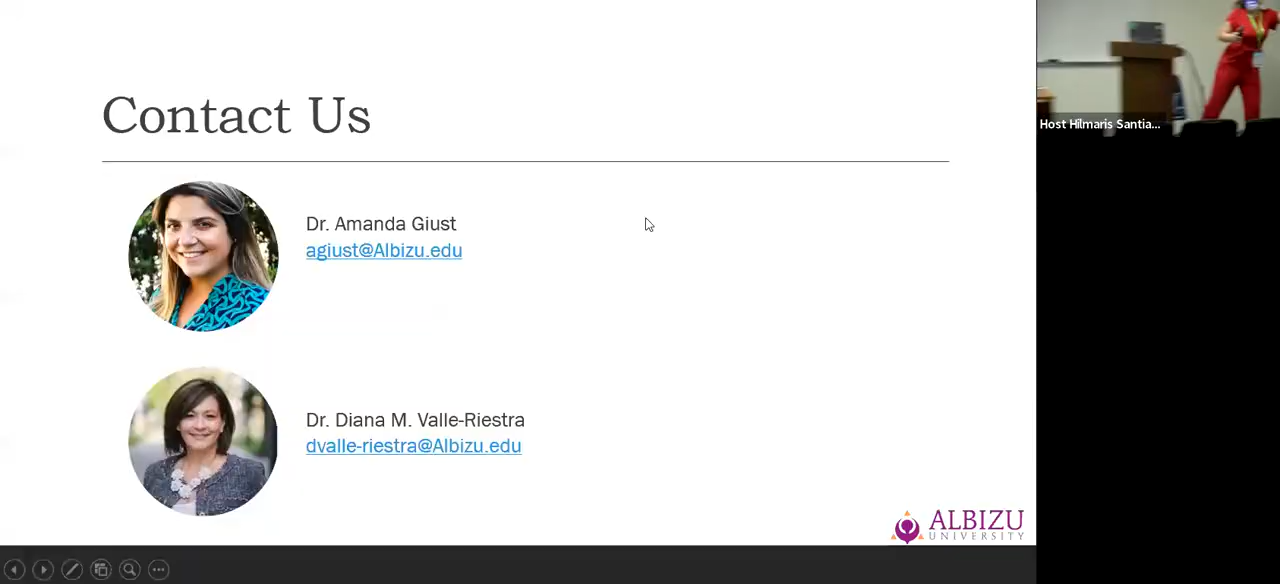 Contact Us
Dr. Amanda Giust
agiust@Albizu.edu
Dr. Diana M. Valle-Riestra
dvalle-riestra@Albizu.edu
ALBIZU
UNIVERSITY
Host Hilmaris Santia...